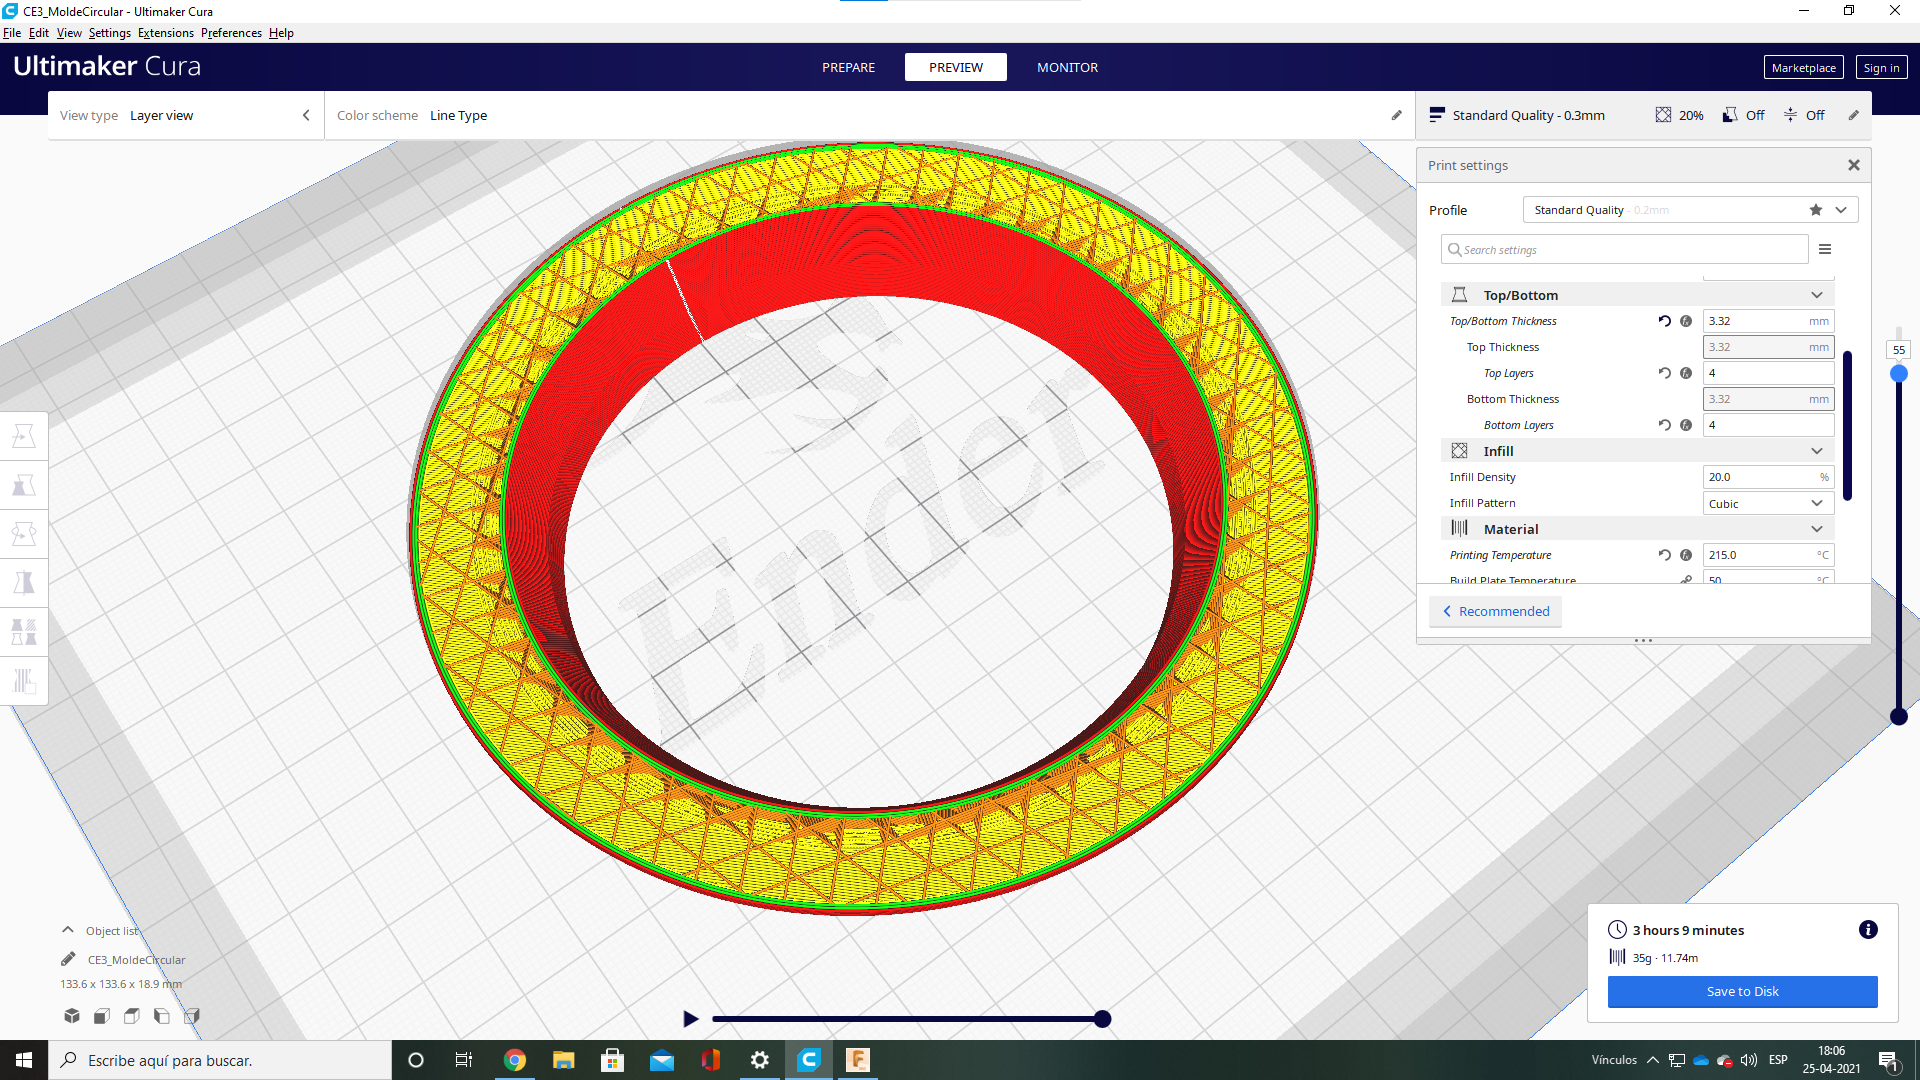 CE3_MoldeCircular - Ultimaker Cura
File Edit View Settings Extensions Preferences Help
Ultimaker Cura
PREPARE PREVIEW MONITOR
Marketplace Sign in
View type Layer view
Color scheme Line Type
Standard Quality - 0.3mm 20% Off Off
Print settings
Profile Standard Quality - 0.2mm
Search settings
Top/Bottom
Top/Bottom Thickness 3.32 mm
Top Thickness 3.32 mm
Top Layers 4
Bottom Thickness 3.32 mm
Bottom Layers 4
Infill
Infill Density 20.0 %
Infill Pattern Cubic
Material
Printing Temperature 215.0 °C
Build Plate Temperature 50 °C
Recommended
55
Ender
Object list
CE3_MoldeCircular
133.6 x 133.6 x 18.9 mm
3 hours 9 minutes
35g · 11.74m
Save to Disk
Escribe aquí para buscar.
Vínculos ESP
18:06
25-04-2021
1